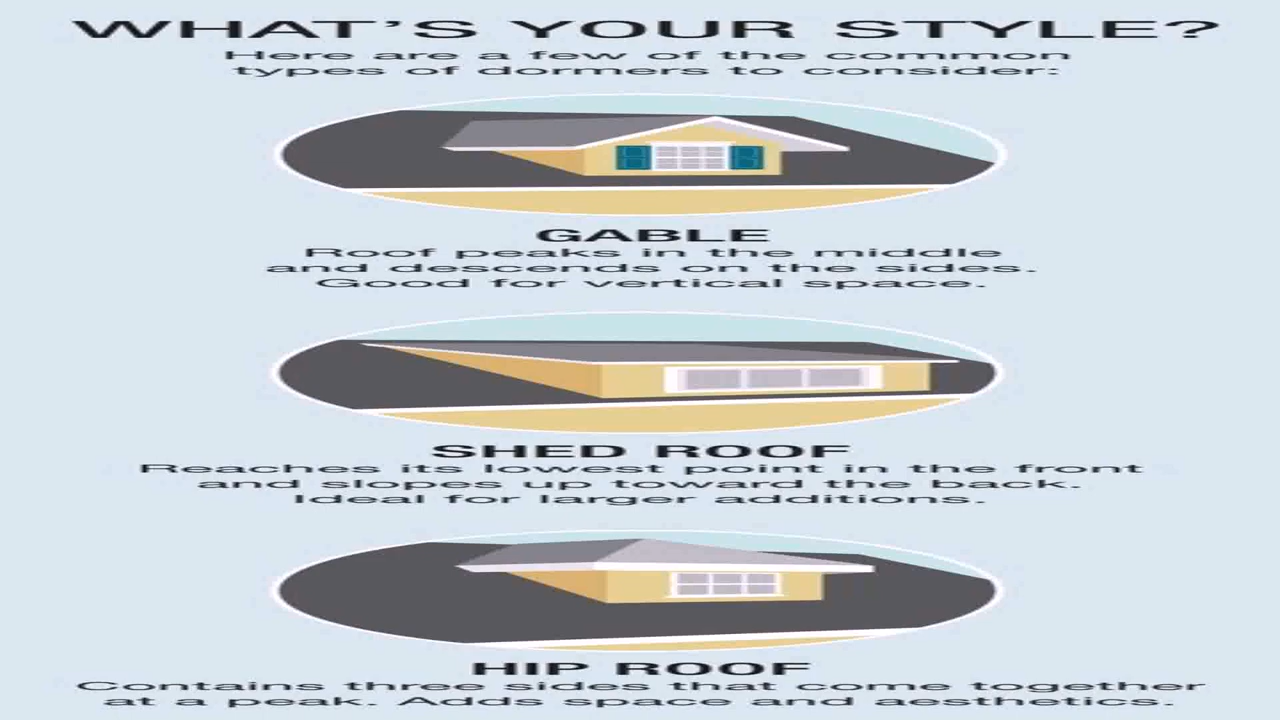 WHAT'S YOUR STYLE?
Here are a few of the common
types of dormers to consider:
GABLE
Roof peaks in the middle
and descends on the sides.
Good for vertical space.
SHED ROOF
Reaches its lowest point in the front
and slopes up toward the back.
Ideal for larger additions.
HIP ROOF
Contains three sides that come together
at a peak. Adds space and aesthetics.